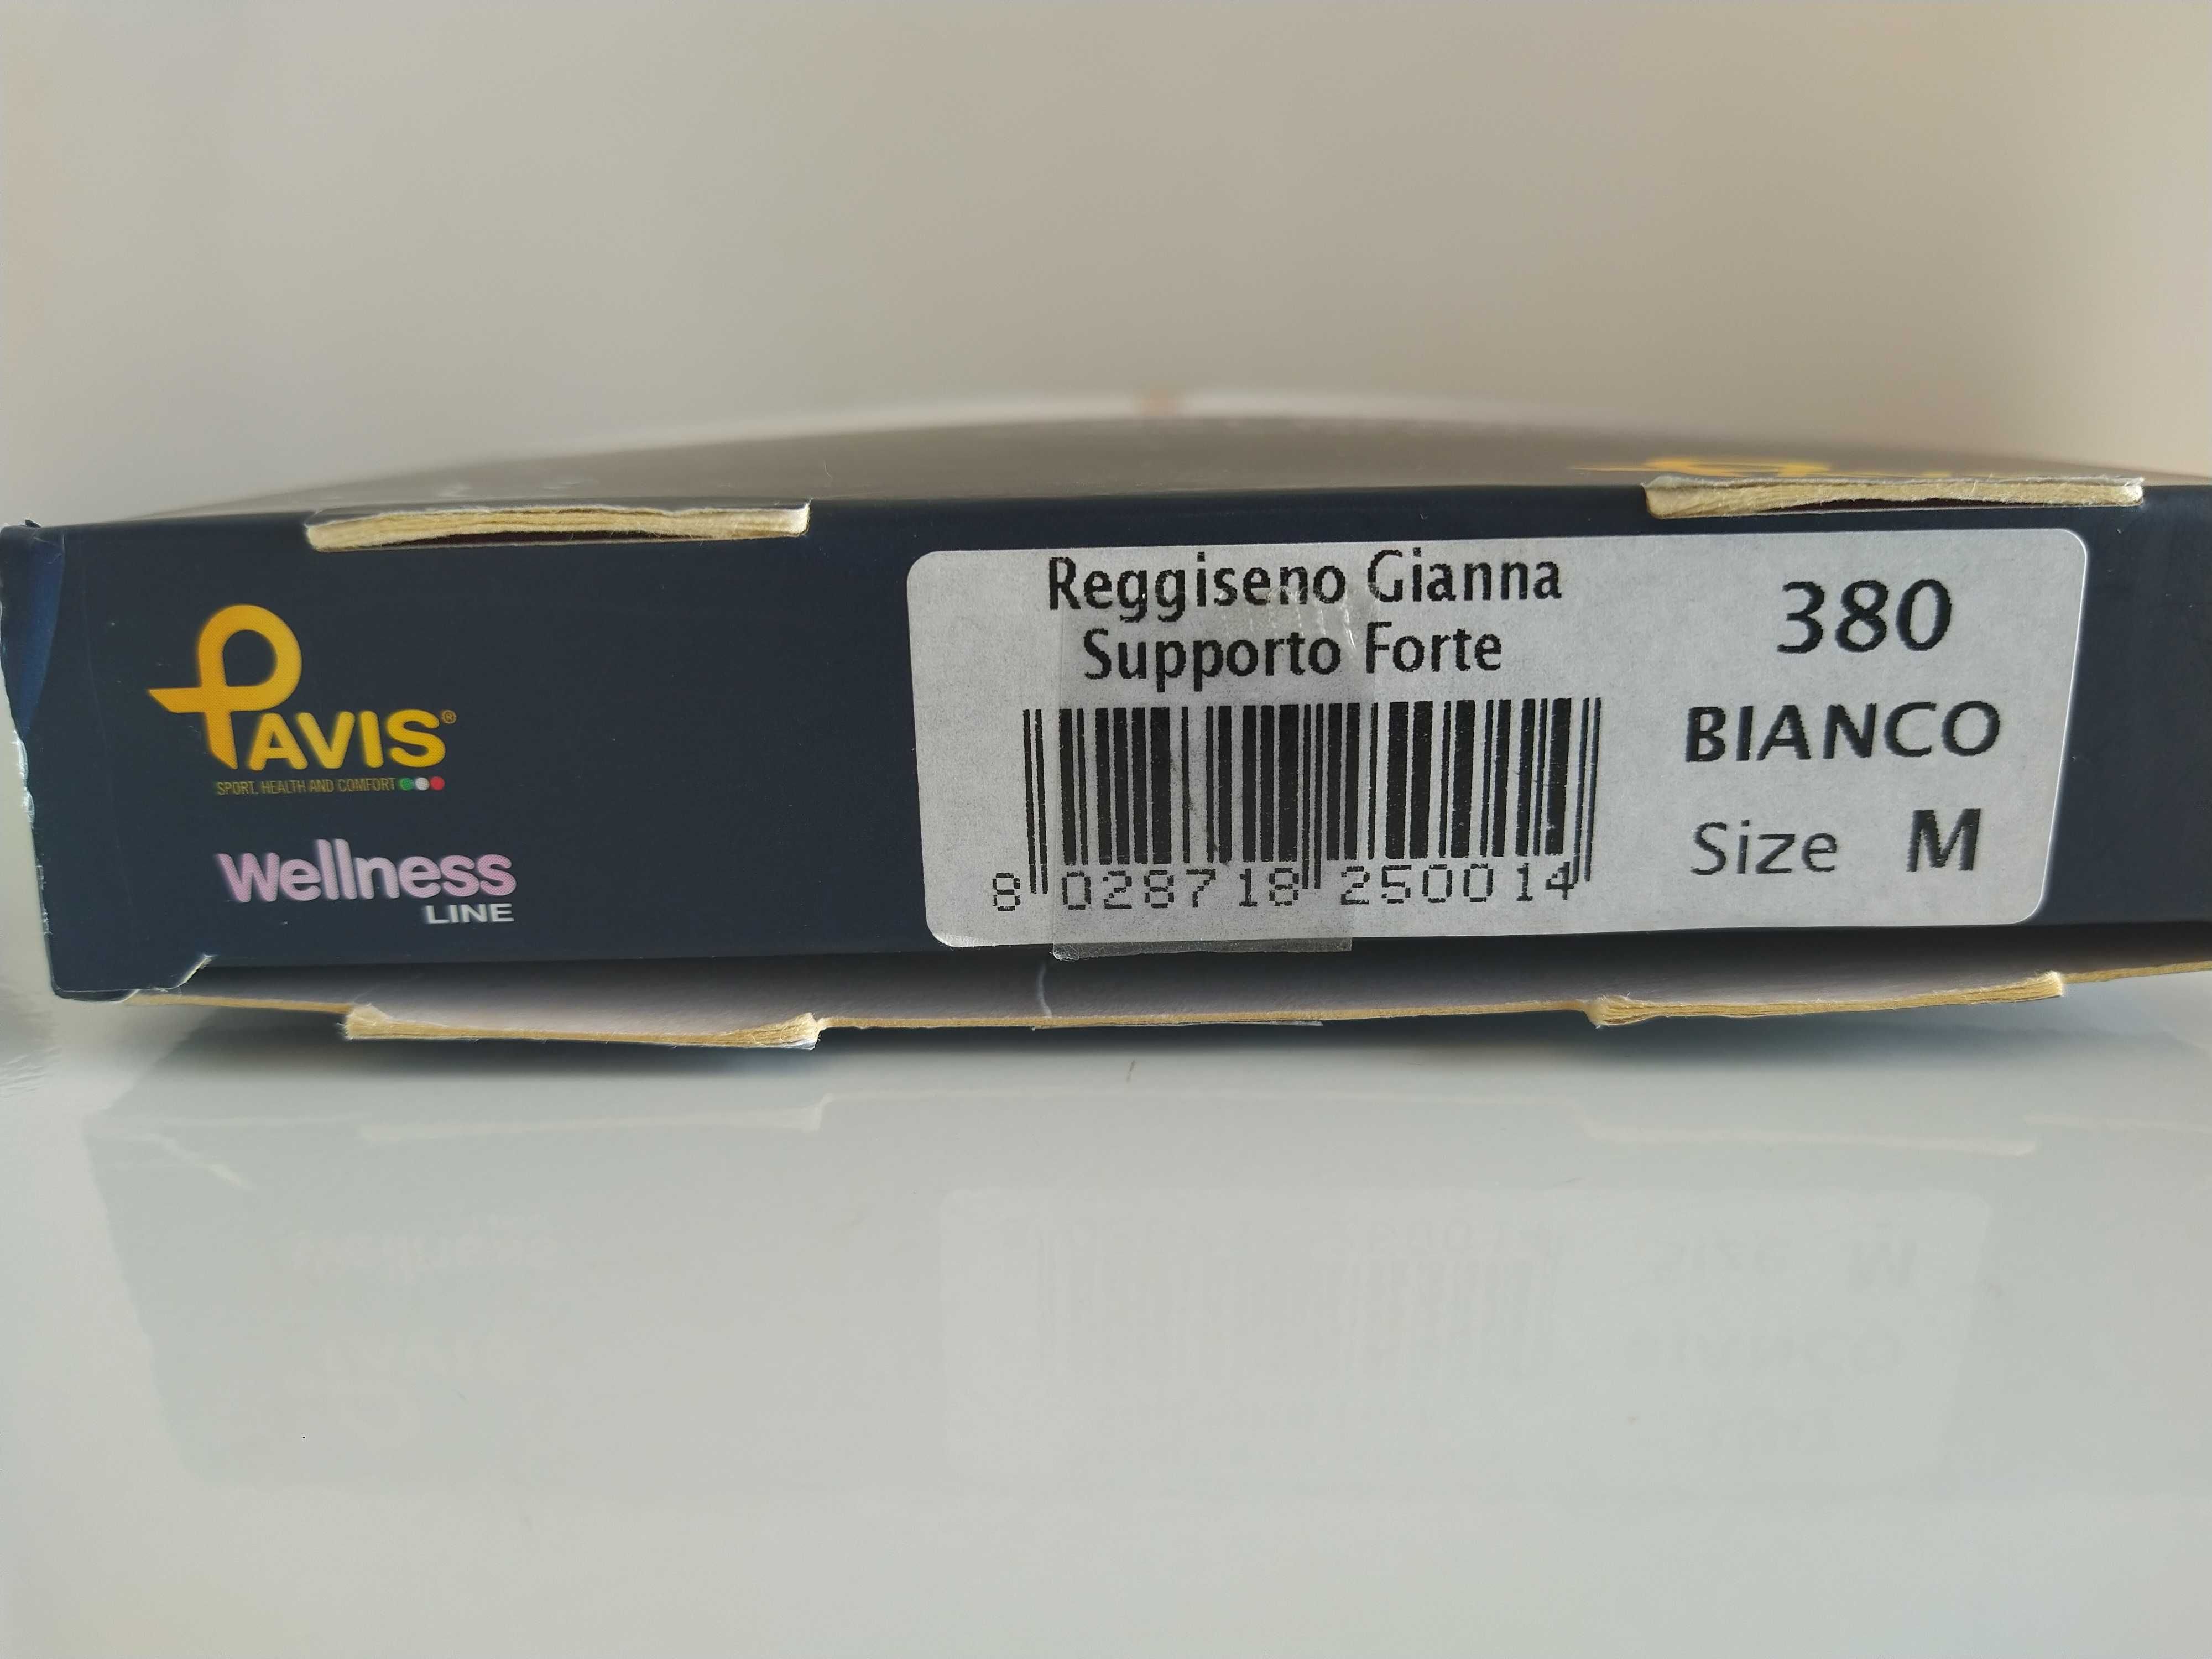 PAVIS®
SPORT, HEALTH AND COMFORT
Wellness
LINE
Reggiseno Gianna
Supporto Forte
8 028718 250014
380
BIANCO
Size M